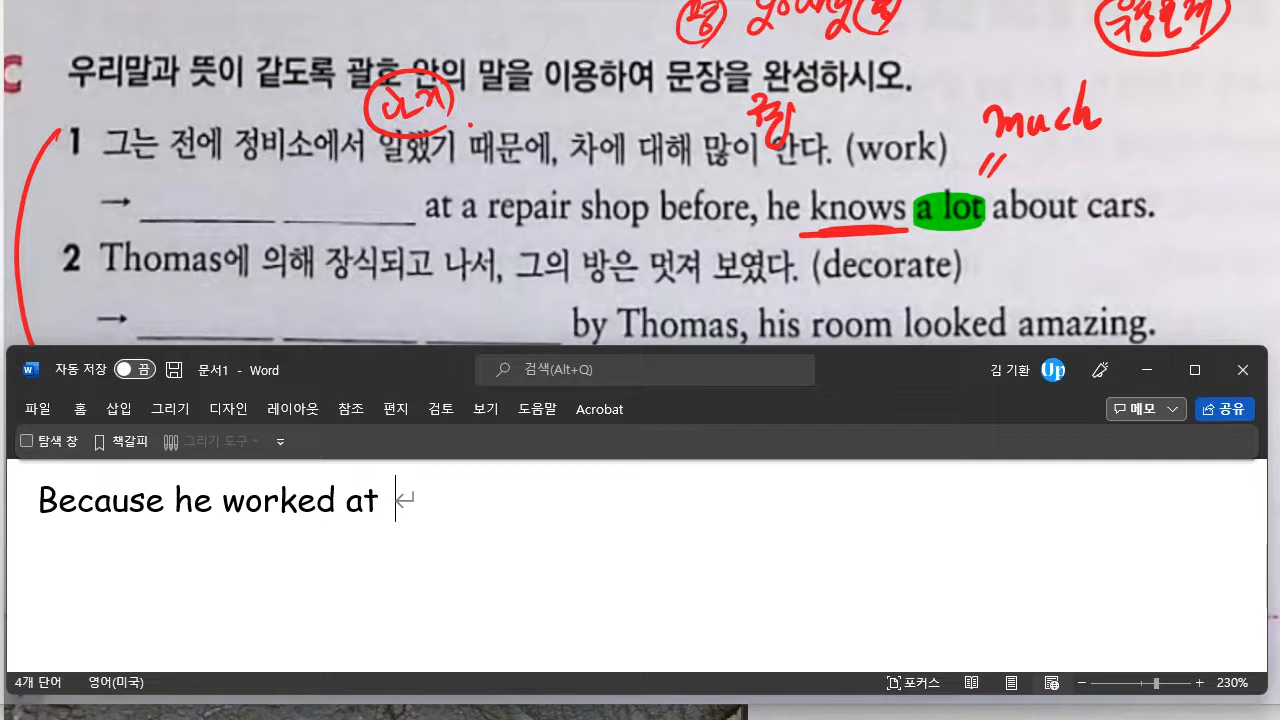 young
C 우리말과 뜻이 같도록 괄호 안의 말을 이용하여 문장을 완성하시오.
much
1 그는 전에 정비소에서 일했기 때문에, 차에 대해 많이 안다. (work)
→ ________ ________ at a repair shop before, he knows a lot about cars.
2 Thomas에 의해 장식되고 나서, 그의 방은 멋져 보였다. (decorate)
→ ________ ________ ________ by Thomas, his room looked amazing.
자동 저장 끔 문서1 - Word 검색(Alt+Q) 김 기환 Up
파일 홈 삽입 그리기 디자인 레이아웃 참조 편지 검토 보기 도움말 Acrobat 메모 공유
탐색 창 책갈피 그리기 도구
Because he worked at
4개 단어 영어(미국) 포커스 230%